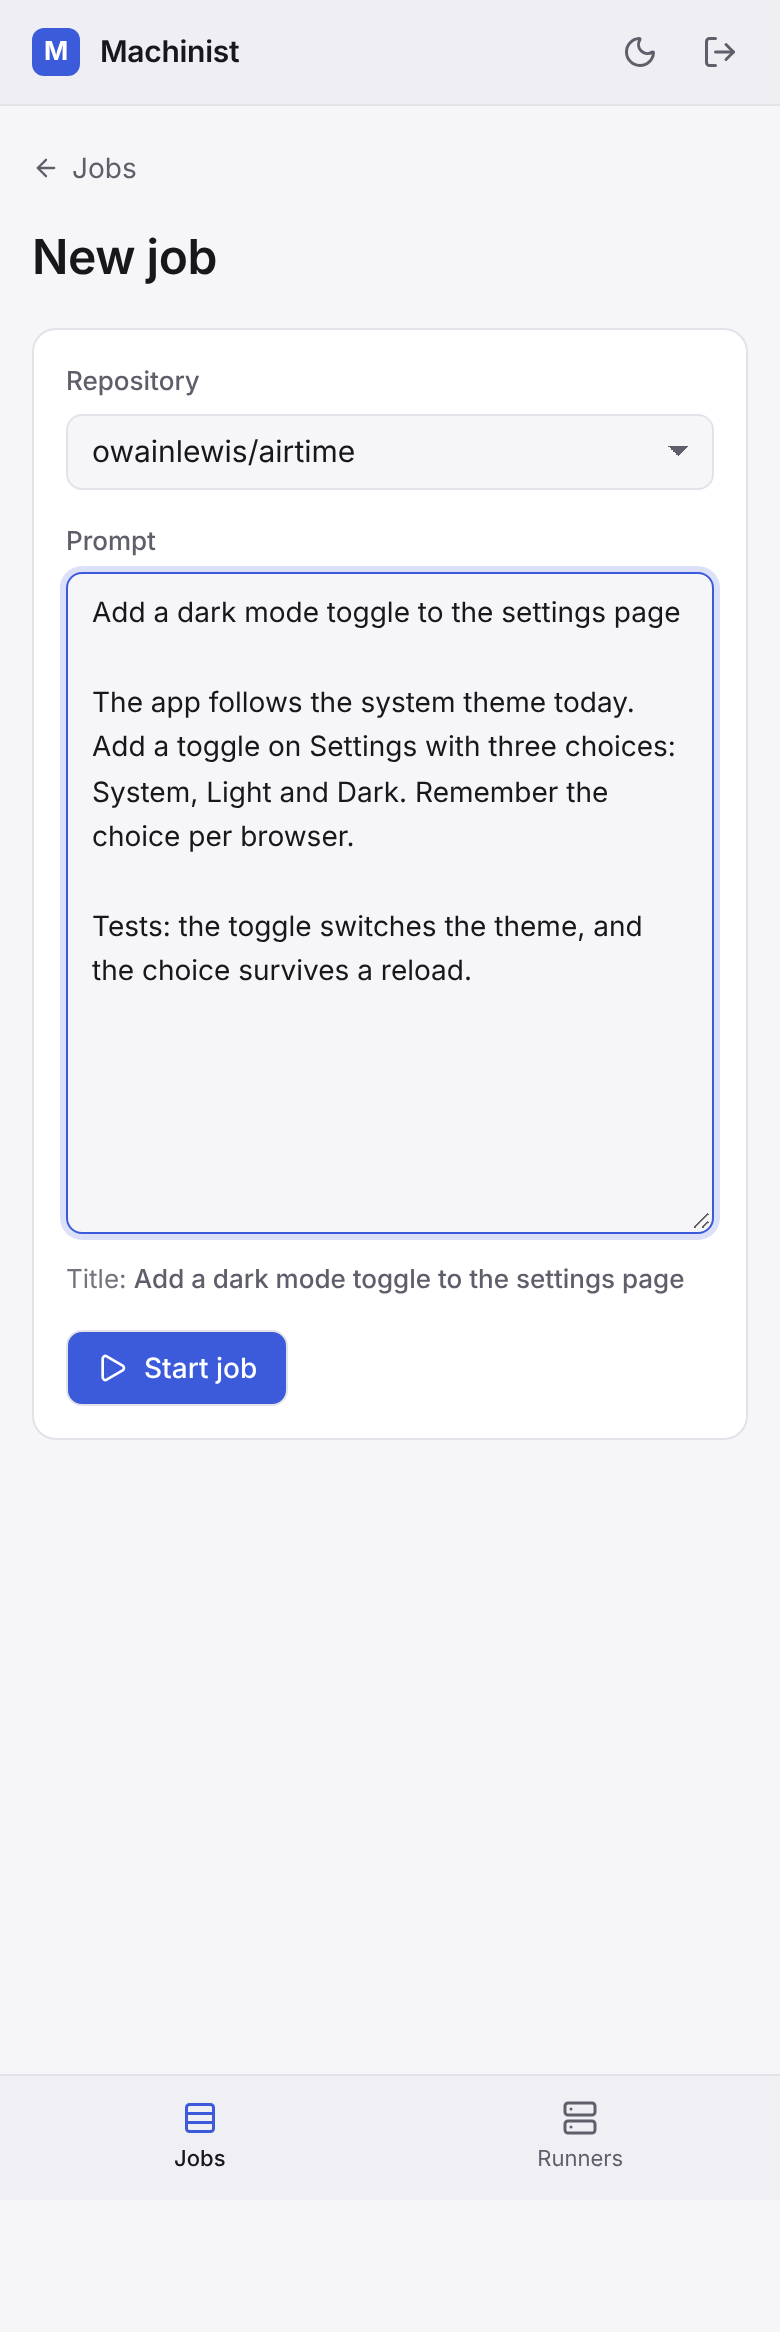 M Machinist
Jobs
New job
Repository
owainlewis/airtime
Prompt
Add a dark mode toggle to the settings page
The app follows the system theme today.
Add a toggle on Settings with three choices:
System, Light and Dark. Remember the
choice per browser.
Tests: the toggle switches the theme, and
the choice survives a reload.
Title: Add a dark mode toggle to the settings page
Start job
Jobs
Runners